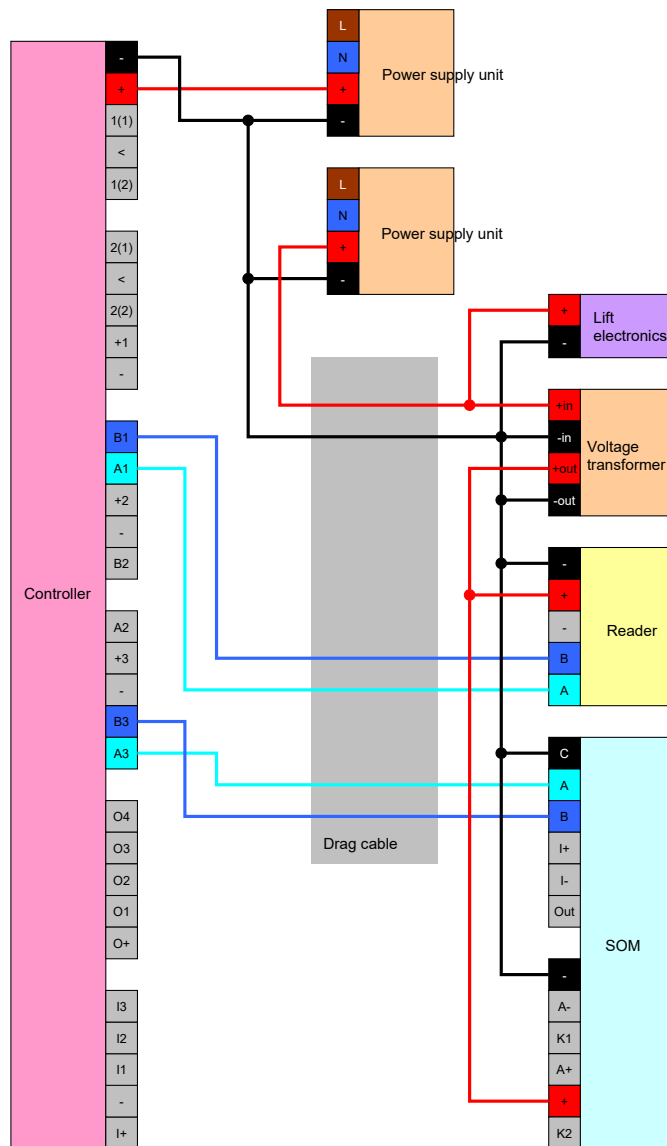 L
N
+
-
Power supply unit
L
N
+
-
Power supply unit
-
+
1(1)
<
1(2)
2(1)
<
2(2)
+1
-
B1
A1
+2
-
B2
A2
+3
-
B3
A3
O4
O3
O2
O1
O+
I3
I2
I1
-
I+
Controller
Drag cable
+
-
Lift
electronics
+in
-in
+out
-out
Voltage
transformer
-
+
-
B
A
Reader
C
A
B
I+
I-
Out
-
A-
K1
A+
+
K2
SOM